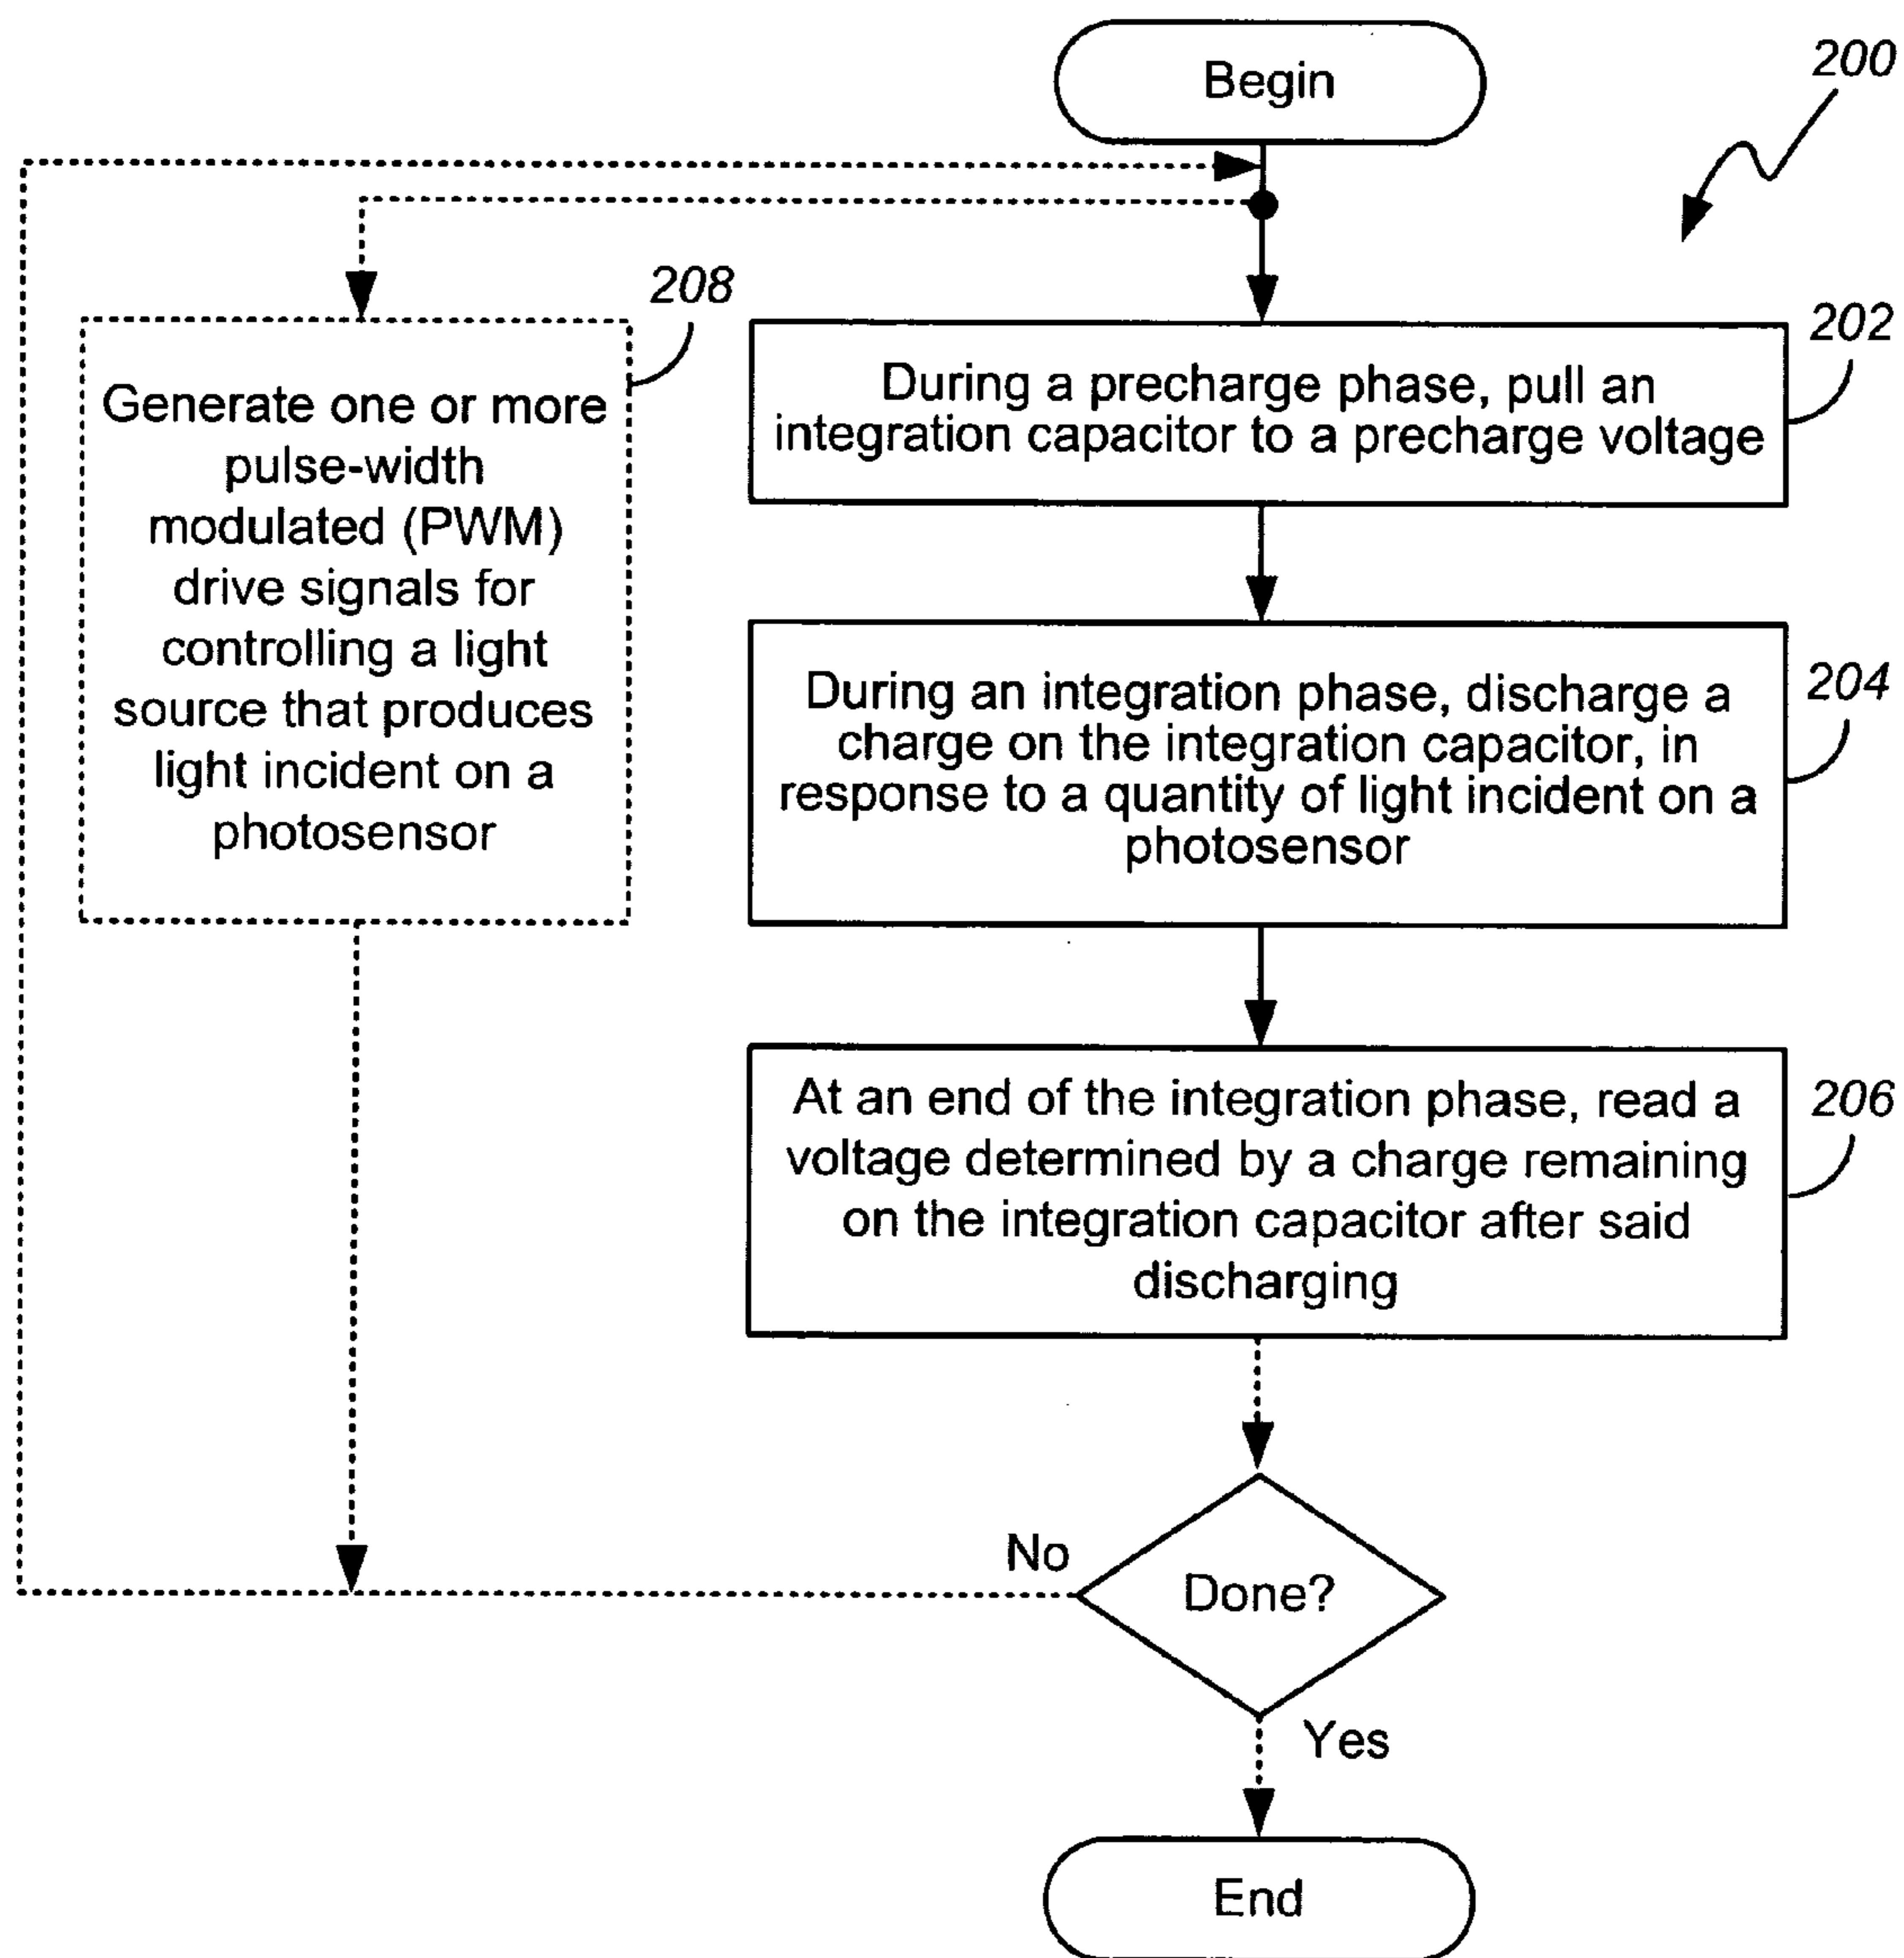 Begin
200
208
Generate one or more
pulse-width
modulated (PWM)
drive signals for
controlling a light
source that produces
light incident on a
photosensor
202
During a precharge phase, pull an
integration capacitor to a precharge voltage
204
During an integration phase, discharge a
charge on the integration capacitor, in
response to a quantity of light incident on a
photosensor
206
At an end of the integration phase, read a
voltage determined by a charge remaining
on the integration capacitor after said
discharging
No
Done?
Yes
End